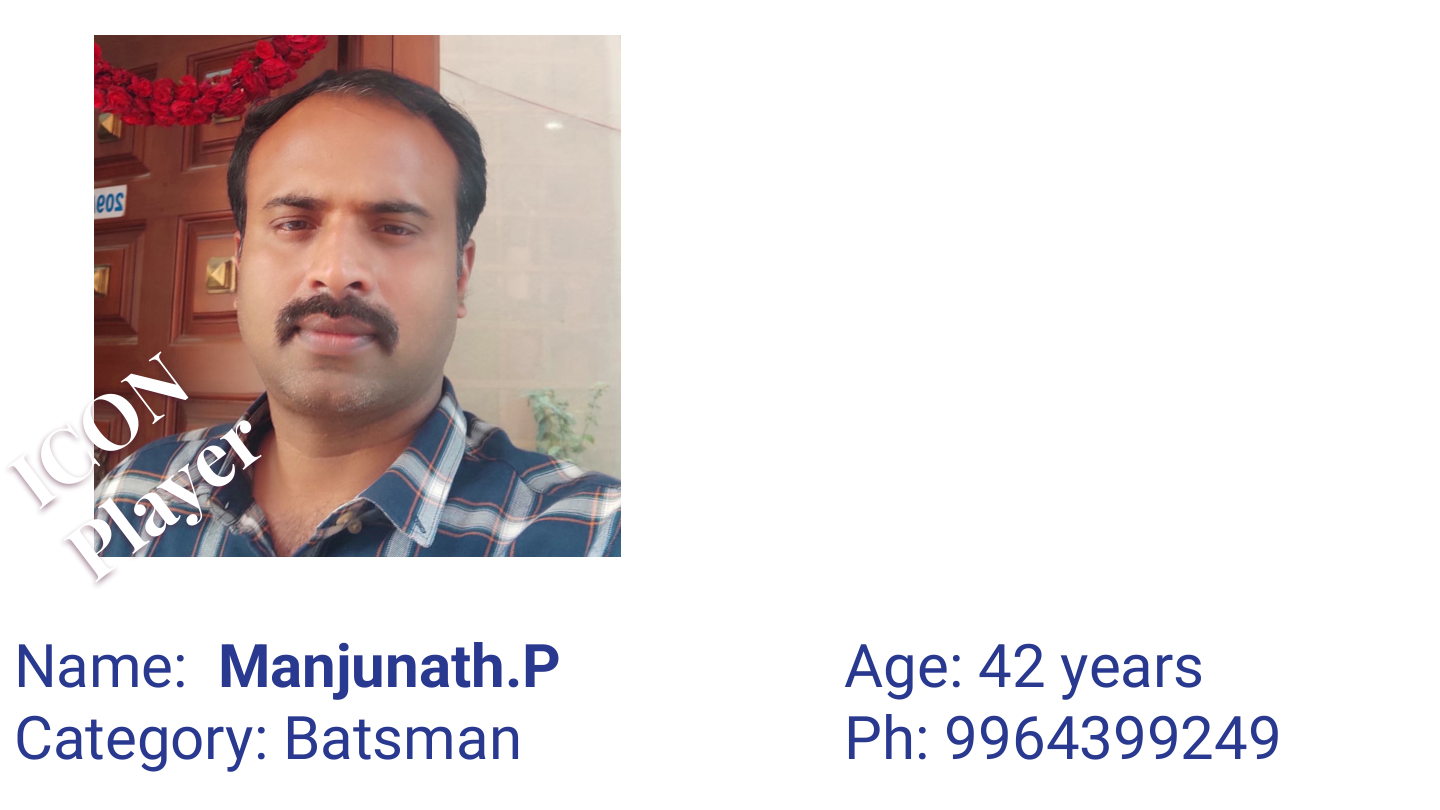 ICON
Player
Name: Manjunath.P
Category: Batsman
Age: 42 years
Ph: 9964399249